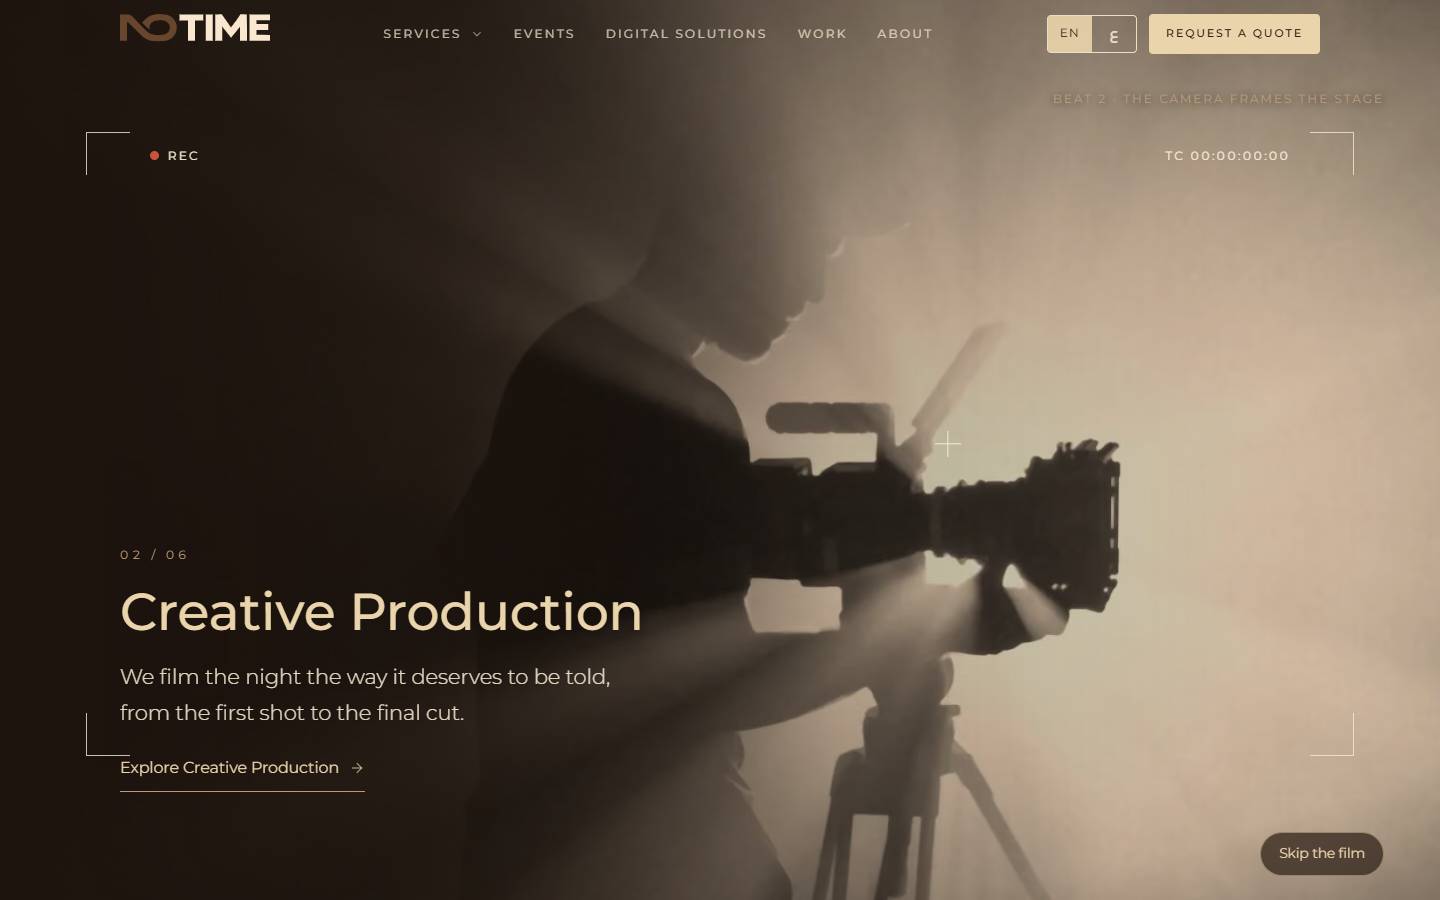 NOTIME
SERVICES
EVENTS
DIGITAL SOLUTIONS
WORK
ABOUT
EN
ع
REQUEST A QUOTE
BEAT 2 · THE CAMERA FRAMES THE STAGE
REC
TC 00:00:00:00
02 / 06
Creative Production
We film the night the way it deserves to be told,
from the first shot to the final cut.
Explore Creative Production →
Skip the film